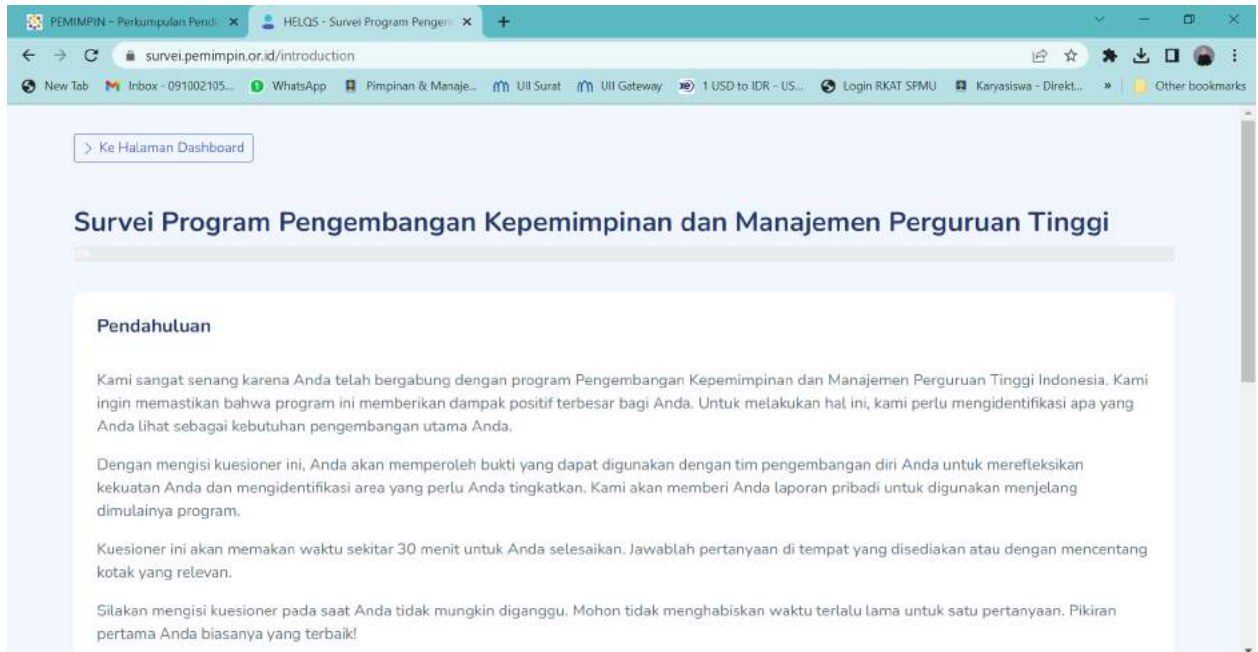 PEMIMPIN – Perkumpulan Pendi
HELQS - Survei Program Pengem
survei.pemimpin.or.id/introduction
New Tab
Inbox - 091002105...
WhatsApp
Pimpinan & Manaje...
UII Surat
UII Gateway
1 USD to IDR - US...
Login RKAT SPMU
Karyasiswa - Direkt...
Other bookmarks
> Ke Halaman Dashboard
Survei Program Pengembangan Kepemimpinan dan Manajemen Perguruan Tinggi
Pendahuluan
Kami sangat senang karena Anda telah bergabung dengan program Pengembangan Kepemimpinan dan Manajemen Perguruan Tinggi Indonesia. Kami
ingin memastikan bahwa program ini memberikan dampak positif terbesar bagi Anda. Untuk melakukan hal ini, kami perlu mengidentifikasi apa yang
Anda lihat sebagai kebutuhan pengembangan utama Anda.
Dengan mengisi kuesioner ini, Anda akan memperoleh bukti yang dapat digunakan dengan tim pengembangan diri Anda untuk merefleksikan
kekuatan Anda dan mengidentifikasi area yang perlu Anda tingkatkan. Kami akan memberi Anda laporan pribadi untuk digunakan menjelang
dimulainya program.
Kuesioner ini akan memakan waktu sekitar 30 menit untuk Anda selesaikan. Jawablah pertanyaan di tempat yang disediakan atau dengan mencentang
kotak yang relevan.
Silakan mengisi kuesioner pada saat Anda tidak mungkin diganggu. Mohon tidak menghabiskan waktu terlalu lama untuk satu pertanyaan. Pikiran
pertama Anda biasanya yang terbaik!